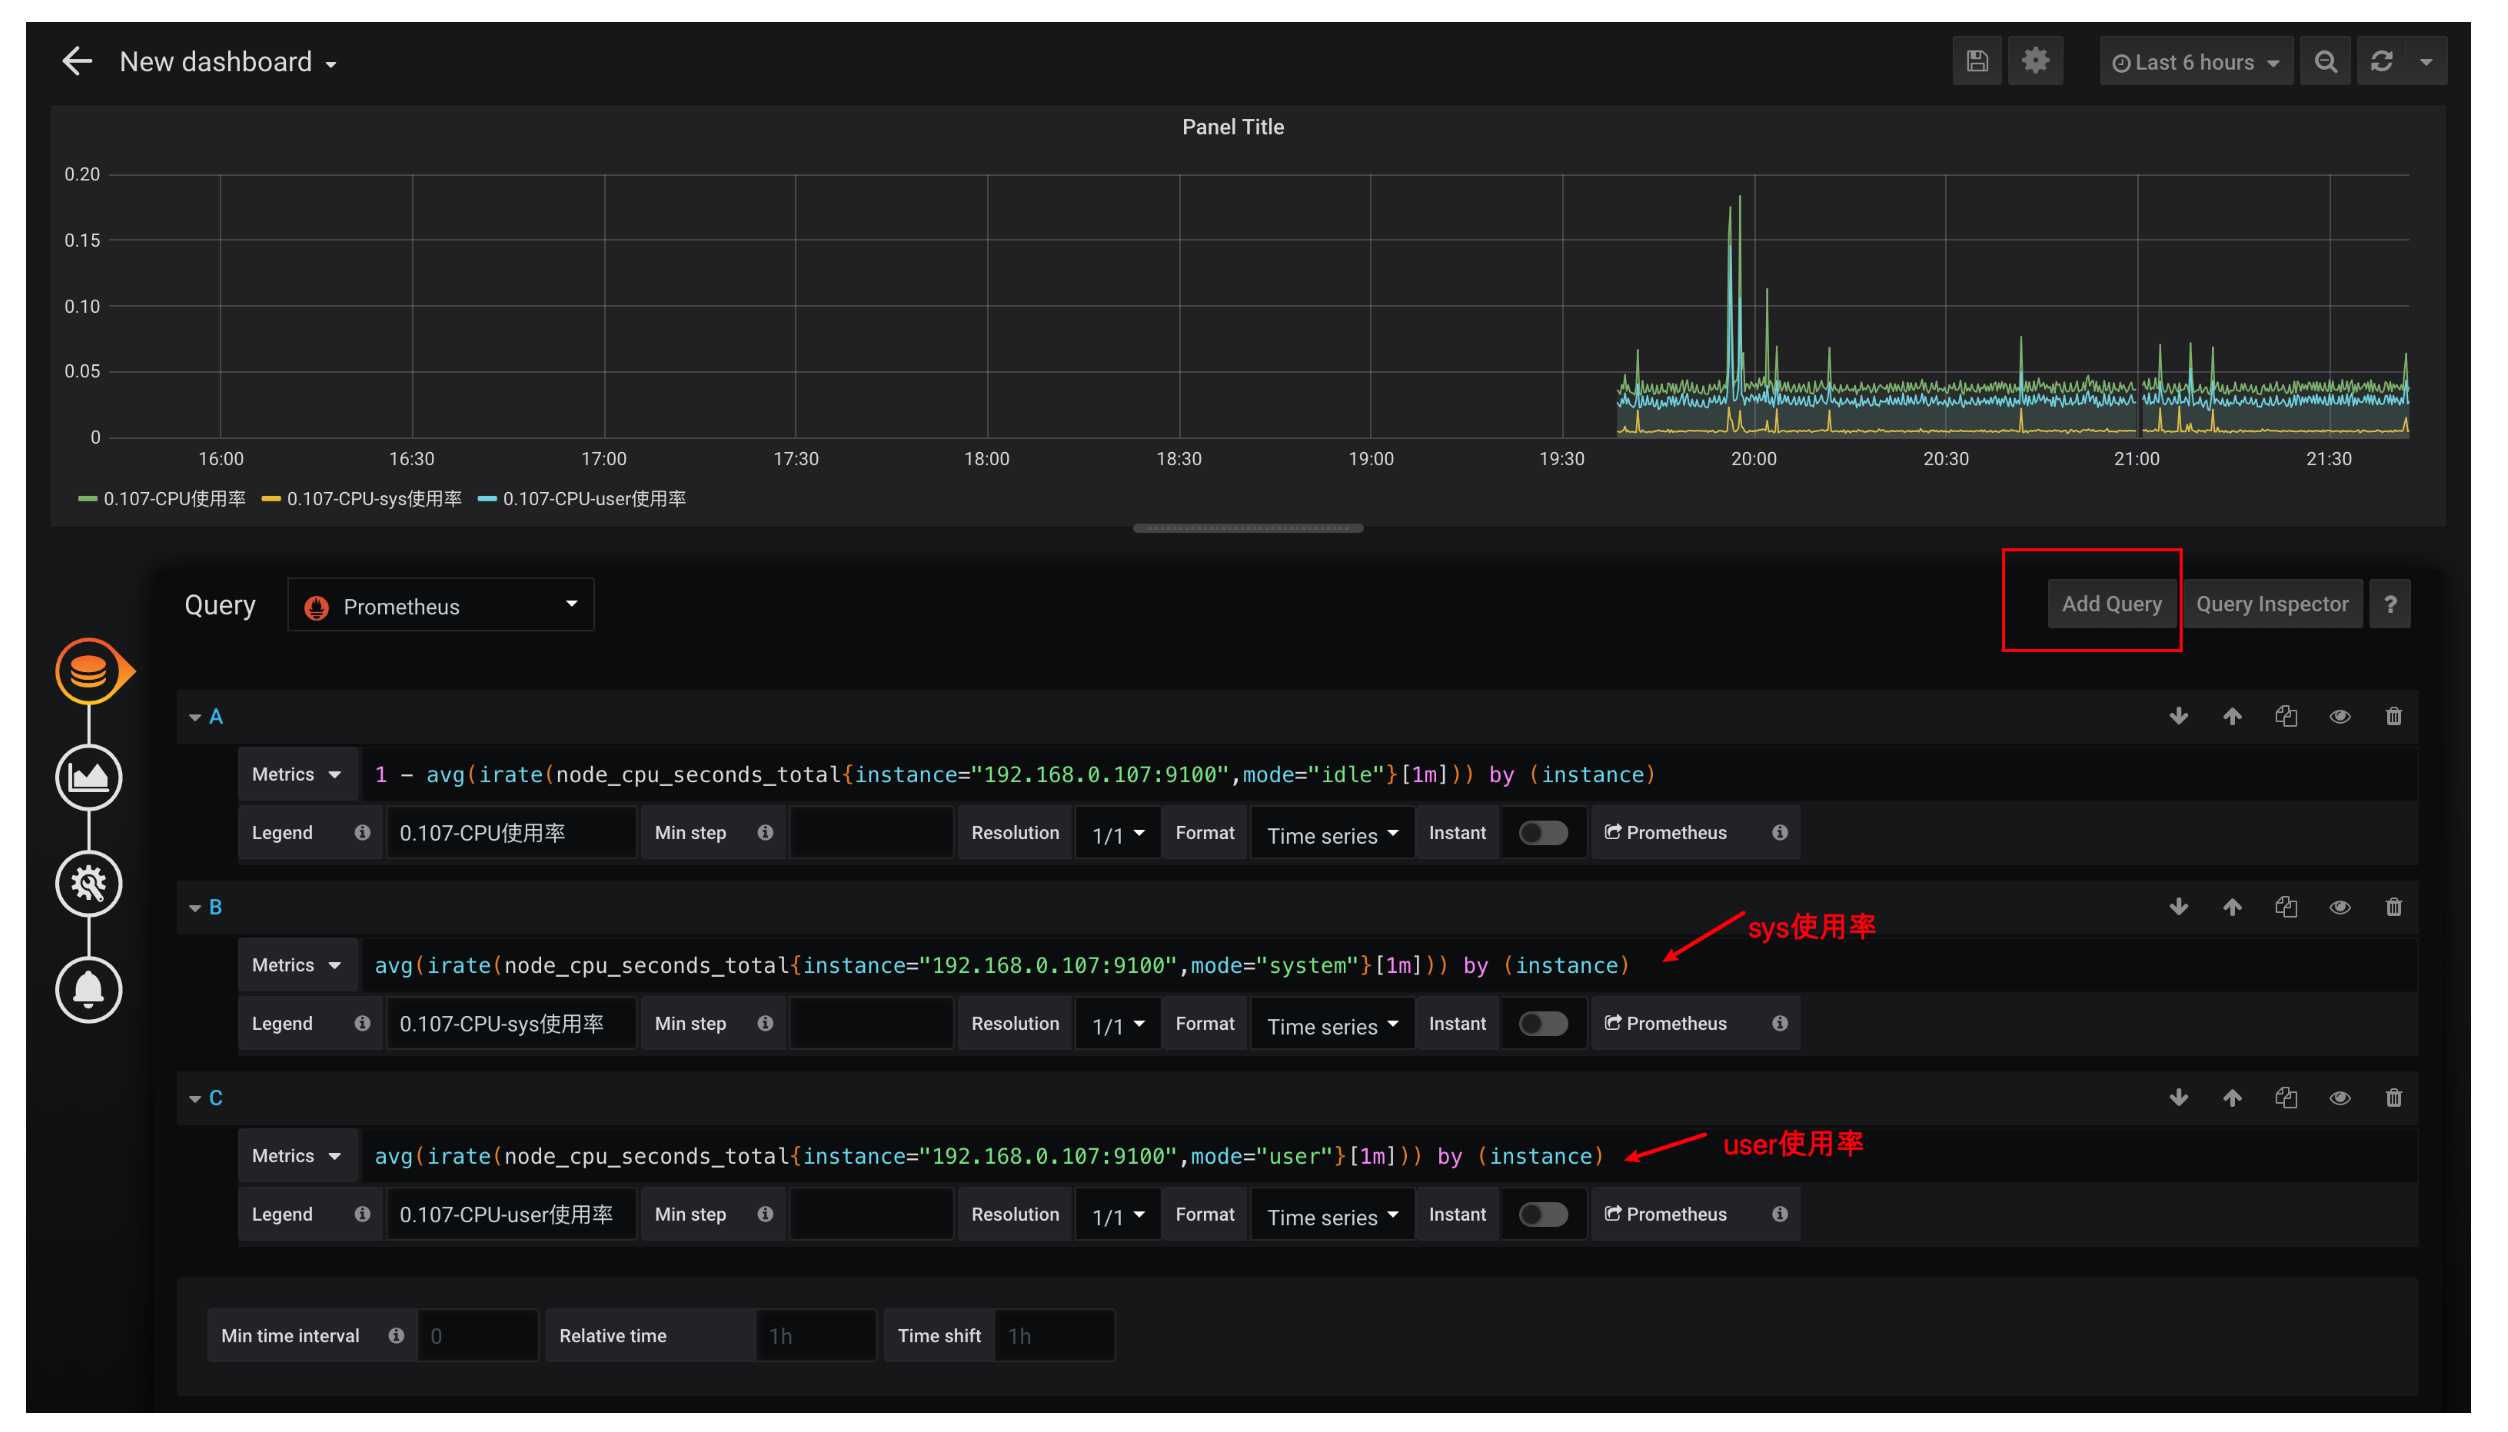 New dashboard
Last 6 hours
Panel Title
0.20
0.15
0.10
0.05
0
16:00 16:30 17:00 17:30 18:00 18:30 19:00 19:30 20:00 20:30 21:00 21:30
0.107-CPU使用率 0.107-CPU-sys使用率 0.107-CPU-user使用率
Query Prometheus Add Query Query Inspector ?
A
Metrics 1 - avg(irate(node_cpu_seconds_total{instance="192.168.0.107:9100",mode="idle"}[1m])) by (instance)
Legend 0.107-CPU使用率 Min step Resolution 1/1 Format Time series Instant Prometheus
B
sys使用率
Metrics avg(irate(node_cpu_seconds_total{instance="192.168.0.107:9100",mode="system"}[1m])) by (instance)
Legend 0.107-CPU-sys使用率 Min step Resolution 1/1 Format Time series Instant Prometheus
C
Metrics avg(irate(node_cpu_seconds_total{instance="192.168.0.107:9100",mode="user"}[1m])) by (instance) user使用率
Legend 0.107-CPU-user使用率 Min step Resolution 1/1 Format Time series Instant Prometheus
Min time interval 0 Relative time 1h Time shift 1h